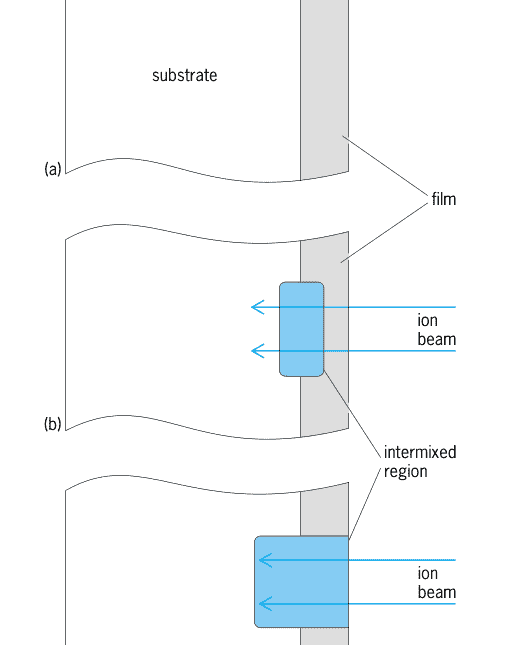 substrate
(a)
film
ion
beam
(b)
intermixed
region
ion
beam